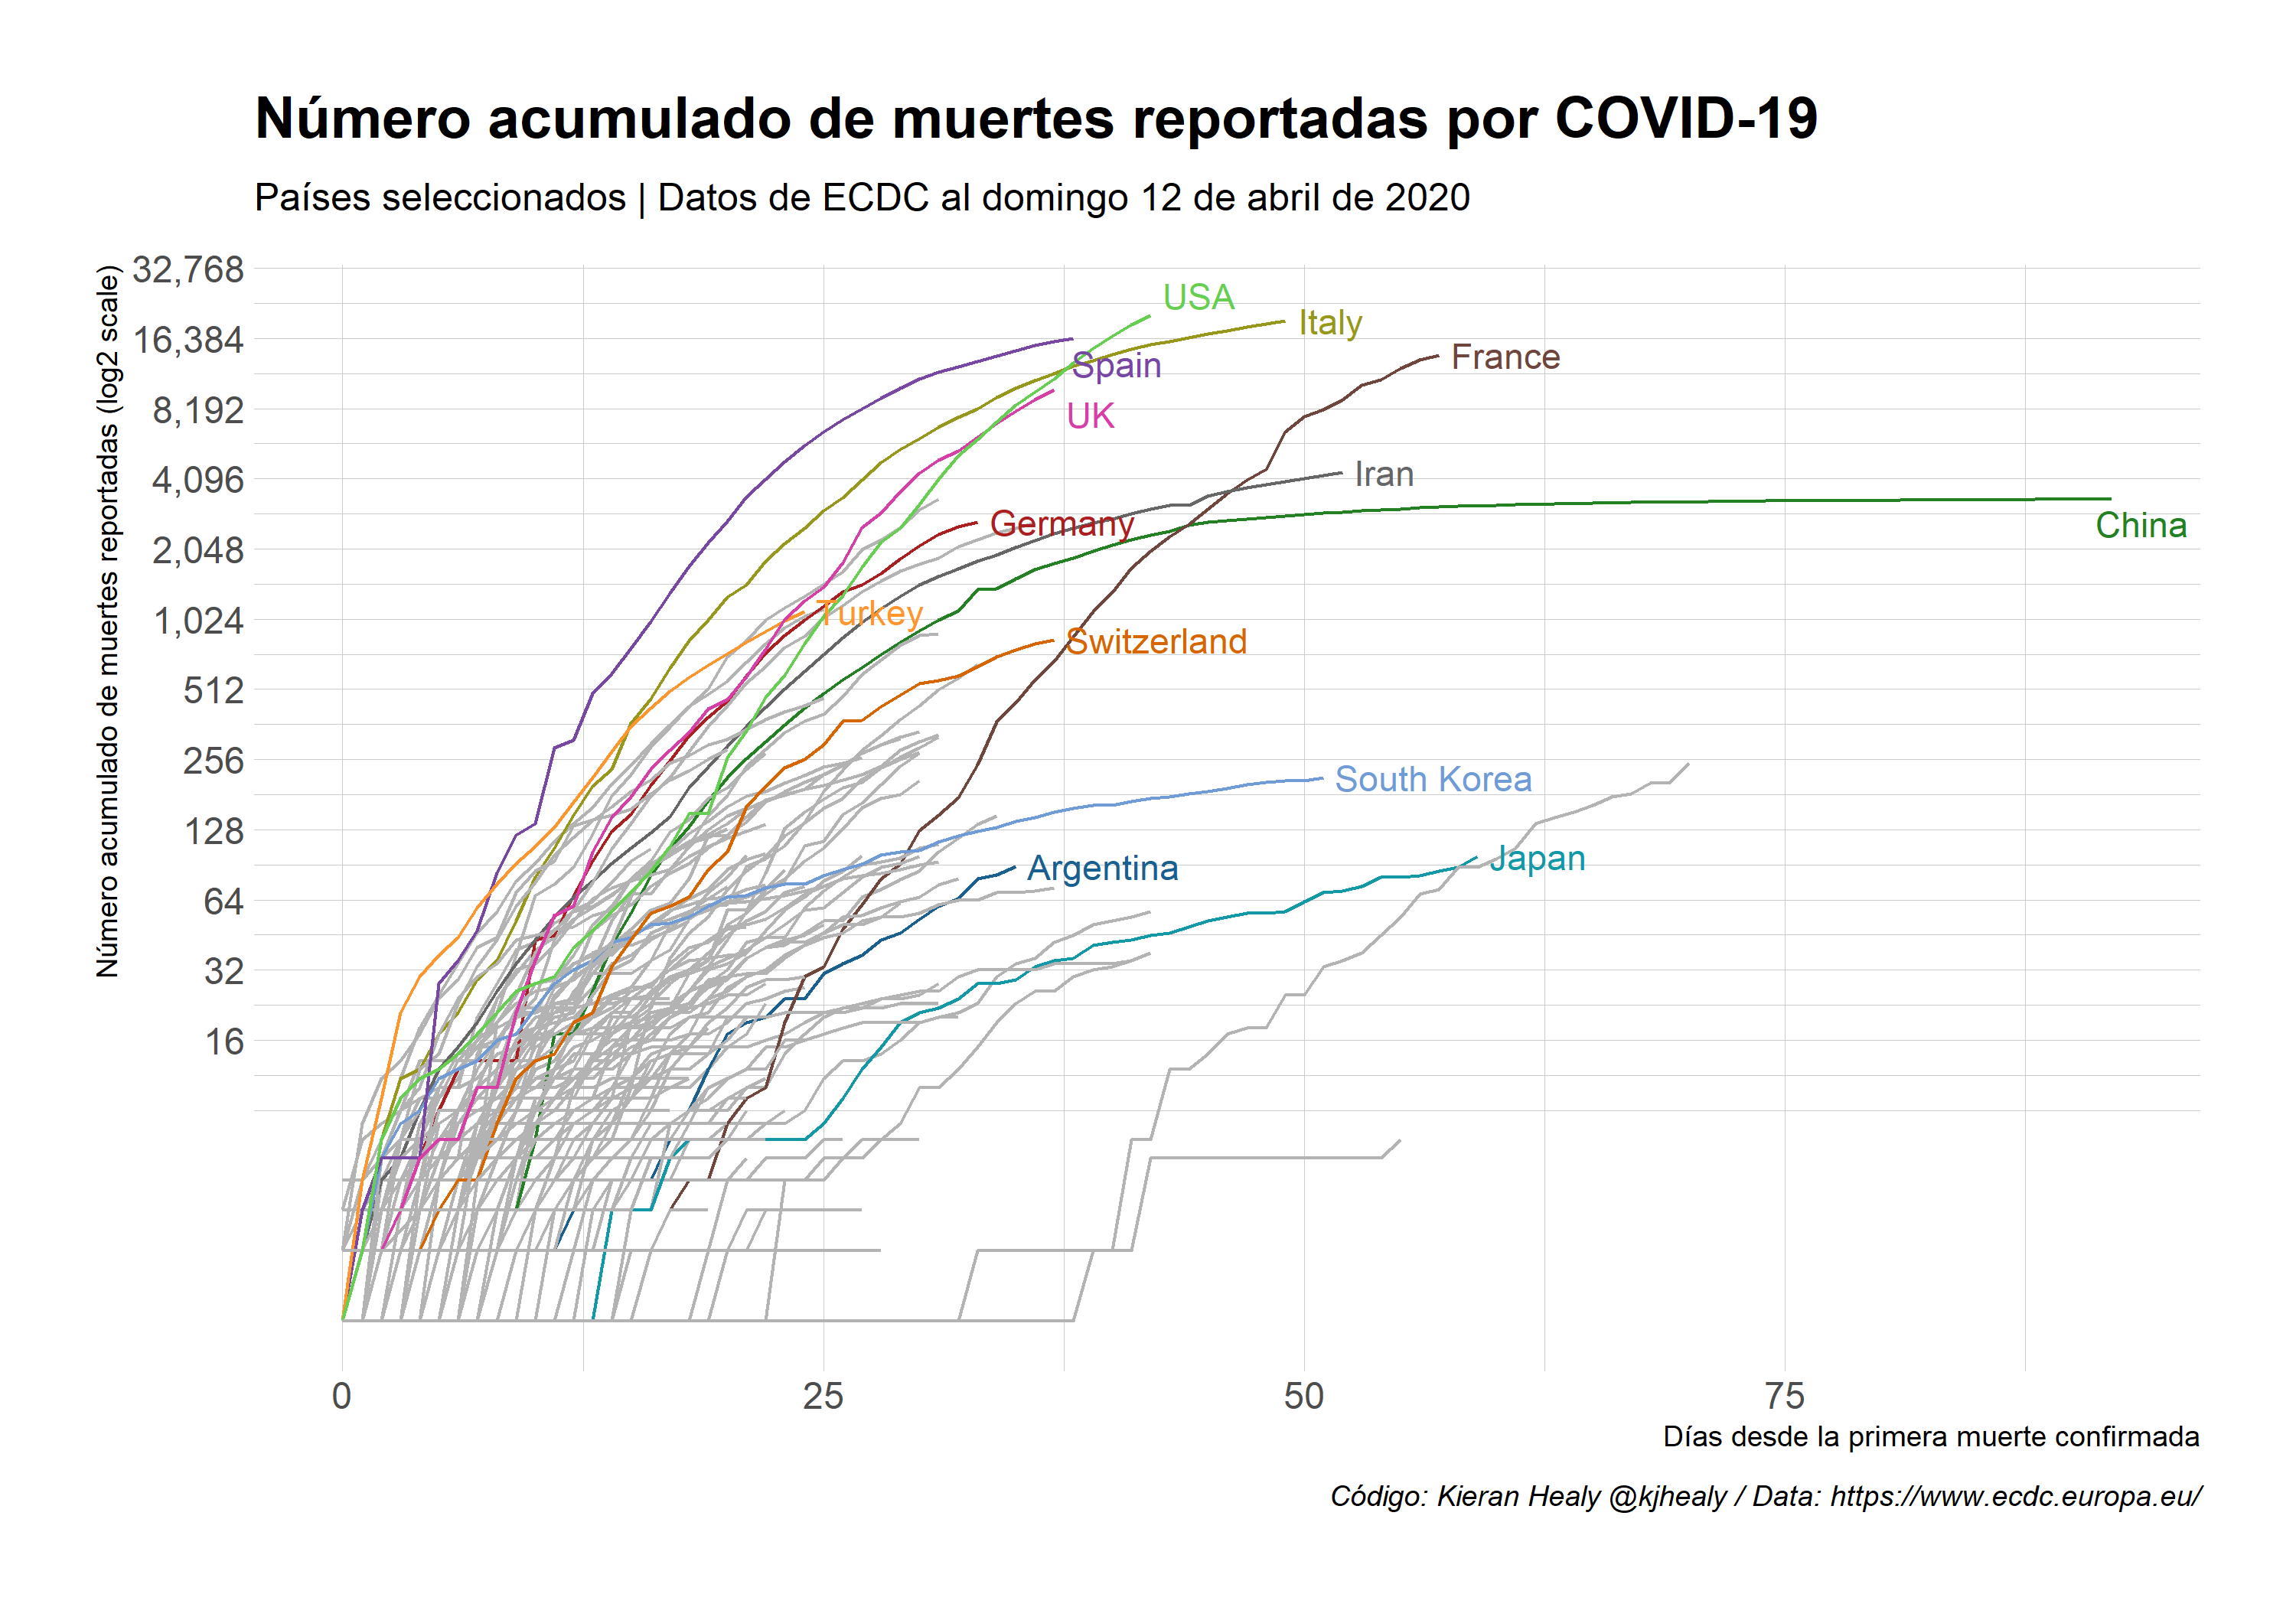 Número acumulado de muertes reportadas por COVID-19
Países seleccionados | Datos de ECDC al domingo 12 de abril de 2020
Número acumulado de muertes reportadas (log2 scale)
32,768
16,384
8,192
4,096
2,048
1,024
512
256
128
64
32
16
USA
Italy
France
Spain
UK
Iran
Germany
China
Turkey
Switzerland
South Korea
Japan
Argentina
0 25 50 75
Días desde la primera muerte confirmada
Código: Kieran Healy @kjhealy / Data: https://www.ecdc.europa.eu/